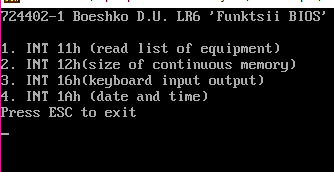 724402-1 Boeshko D.U. LR6 'Funktsii BIOS'
1. INT 11h (read list of equipment)
2. INT 12h(size of continuous memory)
3. INT 16h(keyboard input output)
4. INT 1Ah (date and time)
Press ESC to exit